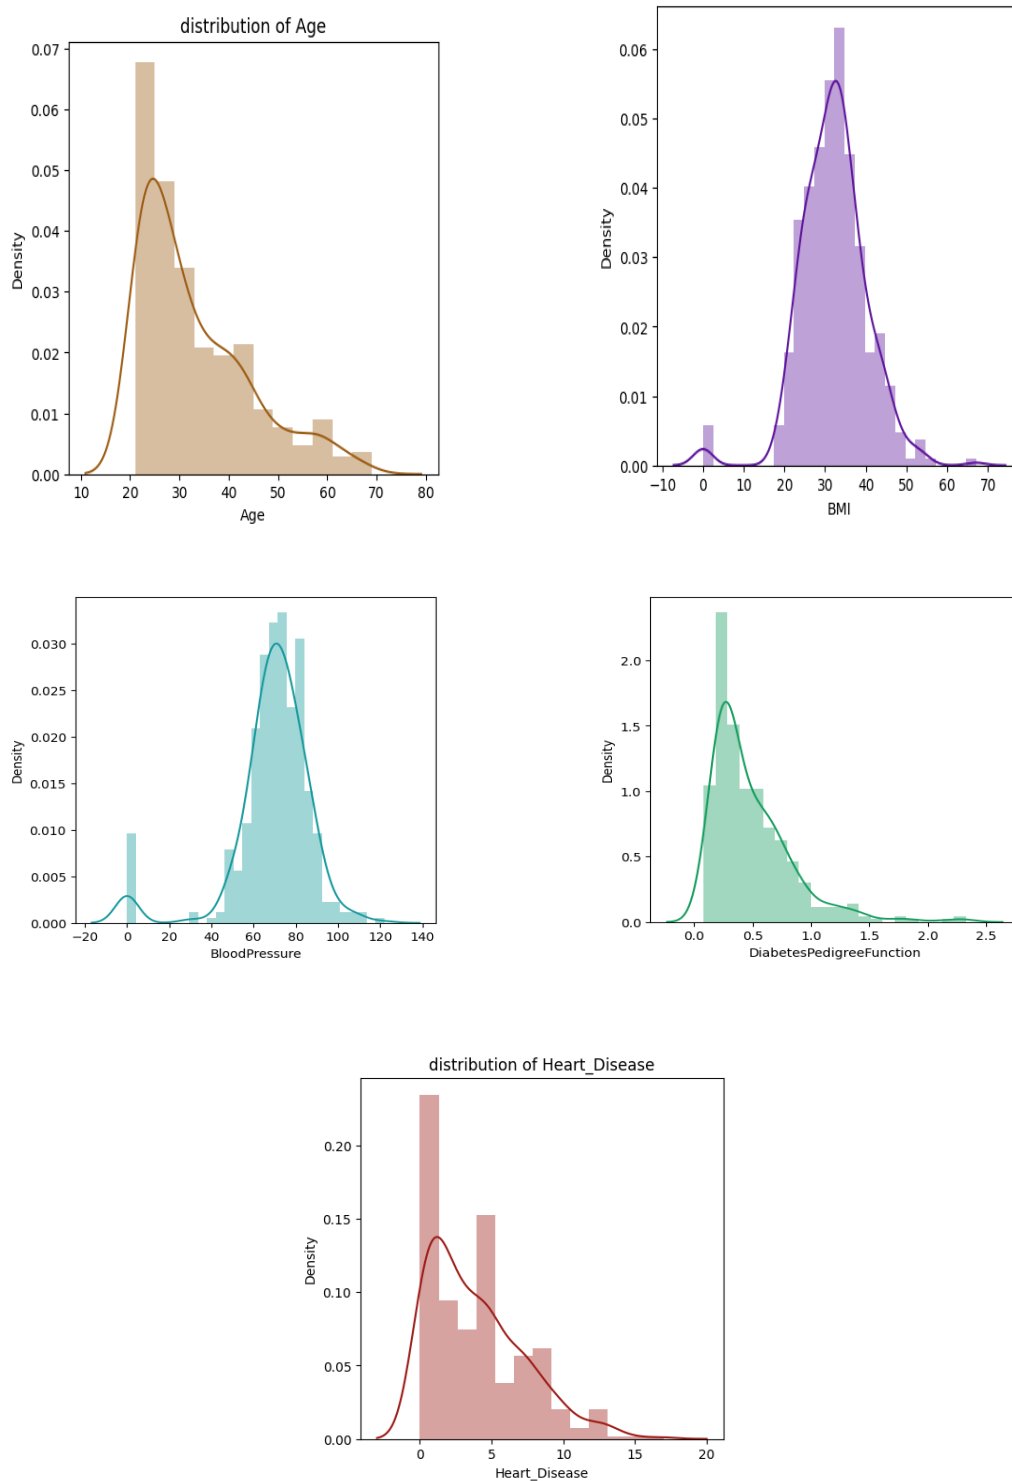 distribution of Age
Density
0.07
0.06
0.05
0.04
0.03
0.02
0.01
0.00
10 20 30 40 50 60 70 80
Age
Density
0.06
0.05
0.04
0.03
0.02
0.01
0.00
−10 0 10 20 30 40 50 60 70
BMI
Density
0.030
0.025
0.020
0.015
0.010
0.005
0.000
−20 0 20 40 60 80 100 120 140
BloodPressure
Density
2.0
1.5
1.0
0.5
0.0
0.0 0.5 1.0 1.5 2.0 2.5
DiabetesPedigreeFunction
distribution of Heart_Disease
Density
0.20
0.15
0.10
0.05
0.00
0 5 10 15 20
Heart_Disease